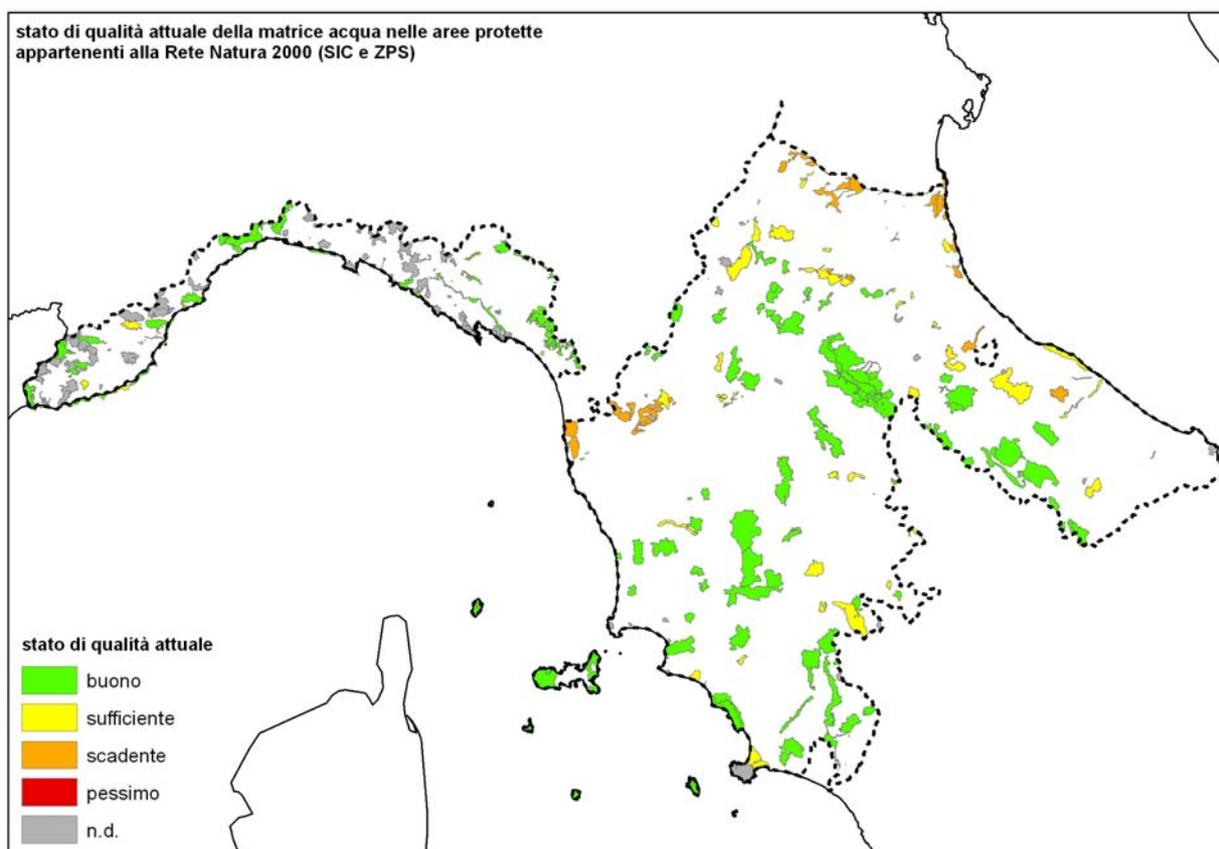 stato di qualità attuale della matrice acqua nelle aree protette
appartenenti alla Rete Natura 2000 (SIC e ZPS)
stato di qualità attuale
buono
sufficiente
scadente
pessimo
n.d.